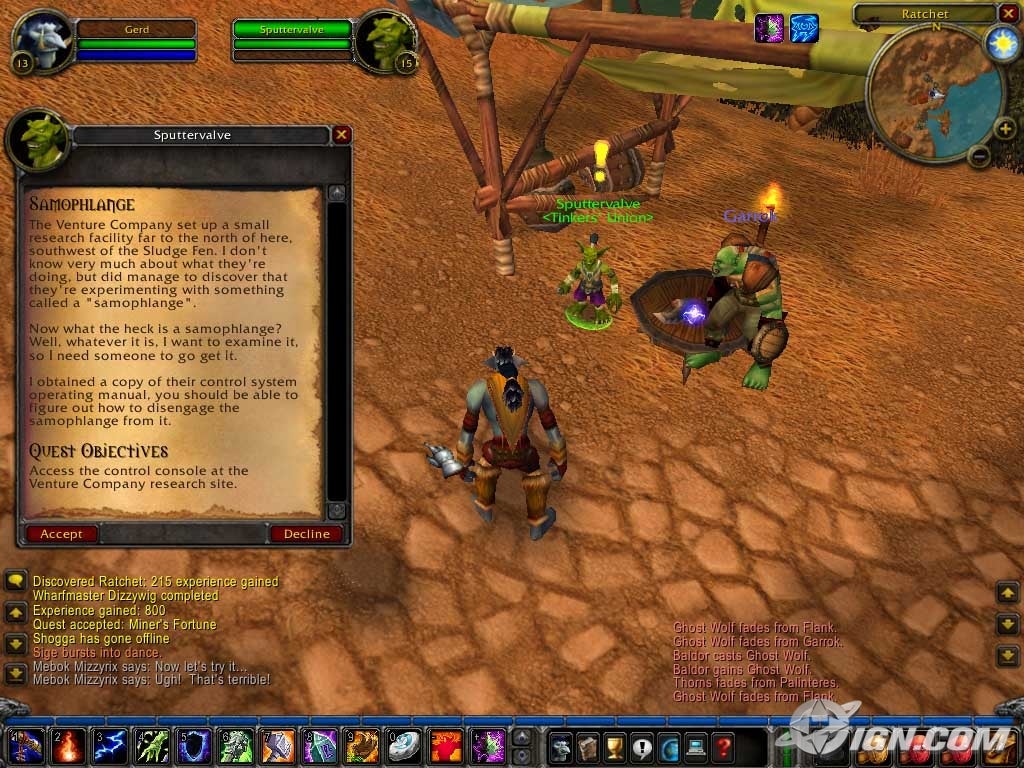 Gerd
13
Sputtervalve
15
Ratchet
N
Sputtervalve
SAMOPHLANGE
The Venture Company set up a small
research facility far to the north of here,
southwest of the Sludge Fen. I don't
know very much about what they're
doing, but did manage to discover that
they're experimenting with something
called a "samophlange".
Now what the heck is a samophlange?
Well, whatever it is, I want to examine it,
so I need someone to go get it.
I obtained a copy of their control system
operating manual, you should be able to
figure out how to disengage the
samophlange from it.
QUEST OBJECTIVES
Access the control console at the
Venture Company research site.
Accept
Decline
Sputtervalve
<Tinkers' Union>
Garrok
Discovered Ratchet: 215 experience gained
Wharfmaster Dizzywig completed
Experience gained: 800
Quest accepted: Miner's Fortune
Shogga has gone offline
Sige bursts into dance.
Mebok Mizzyrix says: Now let's try it...
Mebok Mizzyrix says: Ugh!  That's terrible!
Ghost Wolf fades from Flank.
Ghost Wolf fades from Garrok.
Baldor casts Ghost Wolf.
Baldor gains Ghost Wolf.
Thorns fades from Palinteres.
Ghost Wolf fades from Flank.
IGN.COM